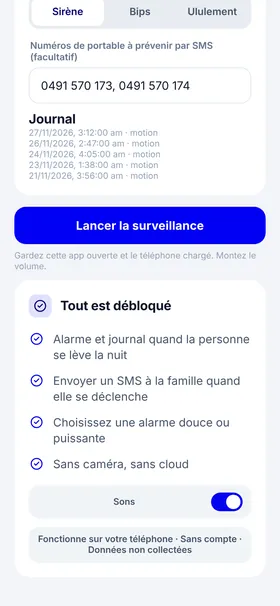 Sirène
Bips
Ululement
Numéros de portable à prévenir par SMS
(facultatif)
0491 570 173, 0491 570 174
Journal
27/11/2026, 3:12:00 am · motion
26/11/2026, 2:47:00 am · motion
24/11/2026, 4:05:00 am · motion
23/11/2026, 1:38:00 am · motion
21/11/2026, 3:56:00 am · motion
Lancer la surveillance
Gardez cette app ouverte et le téléphone chargé. Montez le
volume.
Tout est débloqué
Alarme et journal quand la personne
se lève la nuit
Envoyer un SMS à la famille quand
elle se déclenche
Choisissez une alarme douce ou
puissante
Sans caméra, sans cloud
Sons
Fonctionne sur votre téléphone · Sans compte ·
Données non collectées